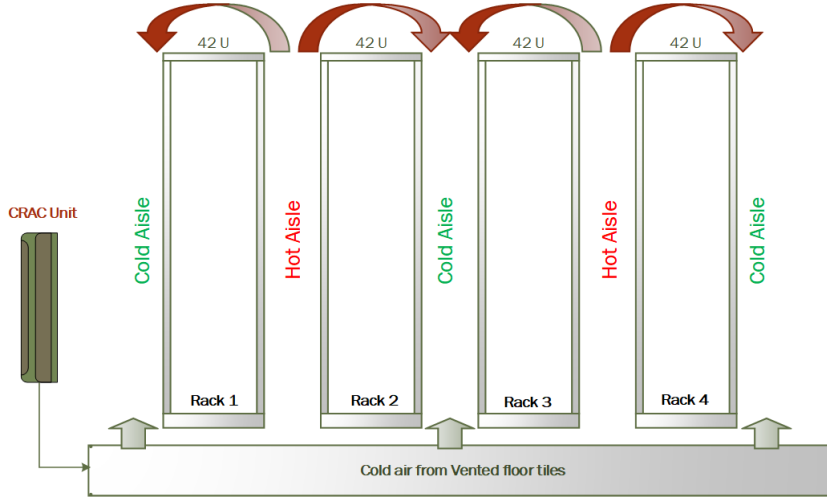 42 U
42 U
42 U
42 U
CRAC Unit
Cold Aisle
Hot Aisle
Cold Aisle
Hot Aisle
Cold Aisle
Rack 1
Rack 2
Rack 3
Rack 4
Cold air from Vented floor tiles